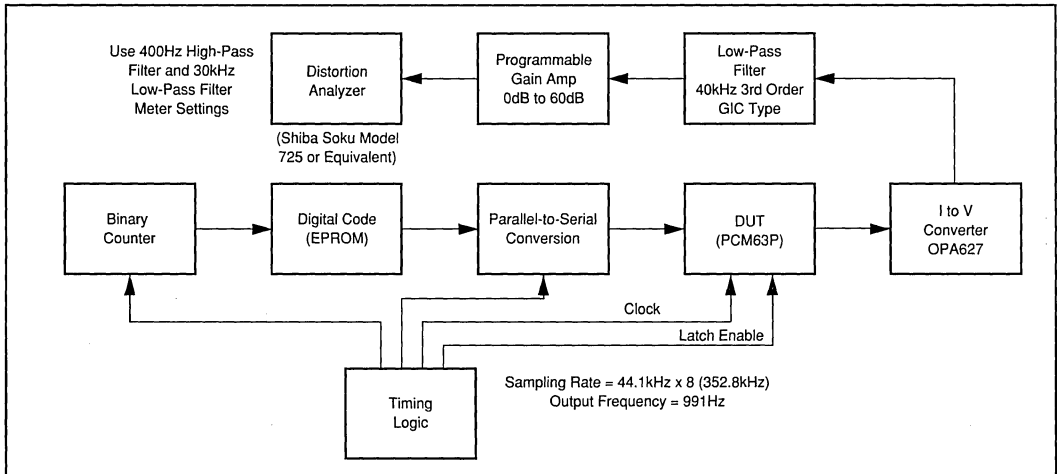 Use 400Hz High-Pass
Filter and 30kHz
Low-Pass Filter
Meter Settings
Distortion
Analyzer
(Shiba Soku Model
725 or Equivalent)
Programmable
Gain Amp
0dB to 60dB
Low-Pass
Filter
40kHz 3rd Order
GIC Type
Binary
Counter
Digital Code
(EPROM)
Parallel-to-Serial
Conversion
DUT
(PCM63P)
I to V
Converter
OPA627
Clock
Latch Enable
Timing
Logic
Sampling Rate = 44.1kHz x 8 (352.8kHz)
Output Frequency = 991Hz